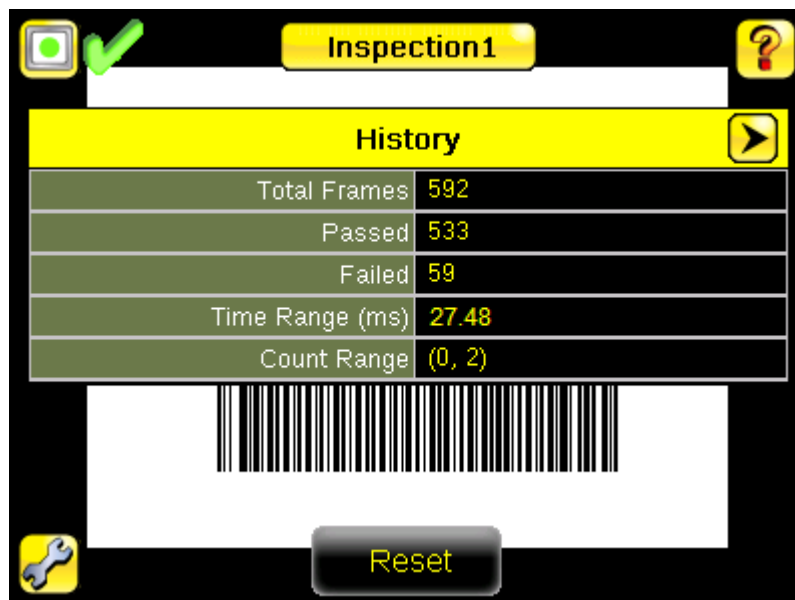 Inspection1
?
History
Total Frames 592
Passed 533
Failed 59
Time Range (ms) 27.48
Count Range (0, 2)
Reset